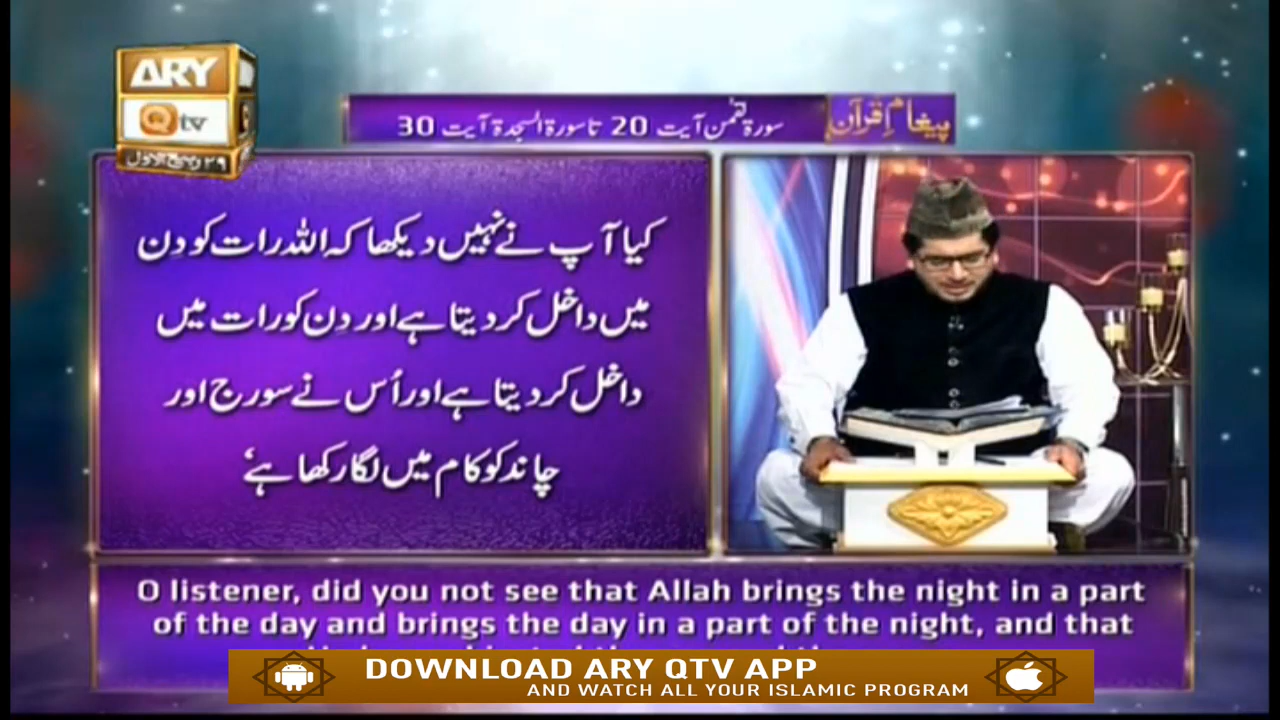 ARY
Qtv
۲۹ ربیع الاول
پیغامِ قرآن
سورۃ لقمٰن آیت 20 تا سورۃ السجدۃ آیت 30
کیا آپ نے نہیں دیکھا کہ اللہ رات کو دِن
میں داخل کر دیتا ہے اور دِن کو رات میں
داخل کر دیتا ہے اور اُس نے سورج اور
چاند کو کام میں لگا رکھا ہے‘
O listener, did you not see that Allah brings the night in a part
of the day and brings the day in a part of the night, and that
DOWNLOAD ARY QTV APP
AND WATCH ALL YOUR ISLAMIC PROGRAM